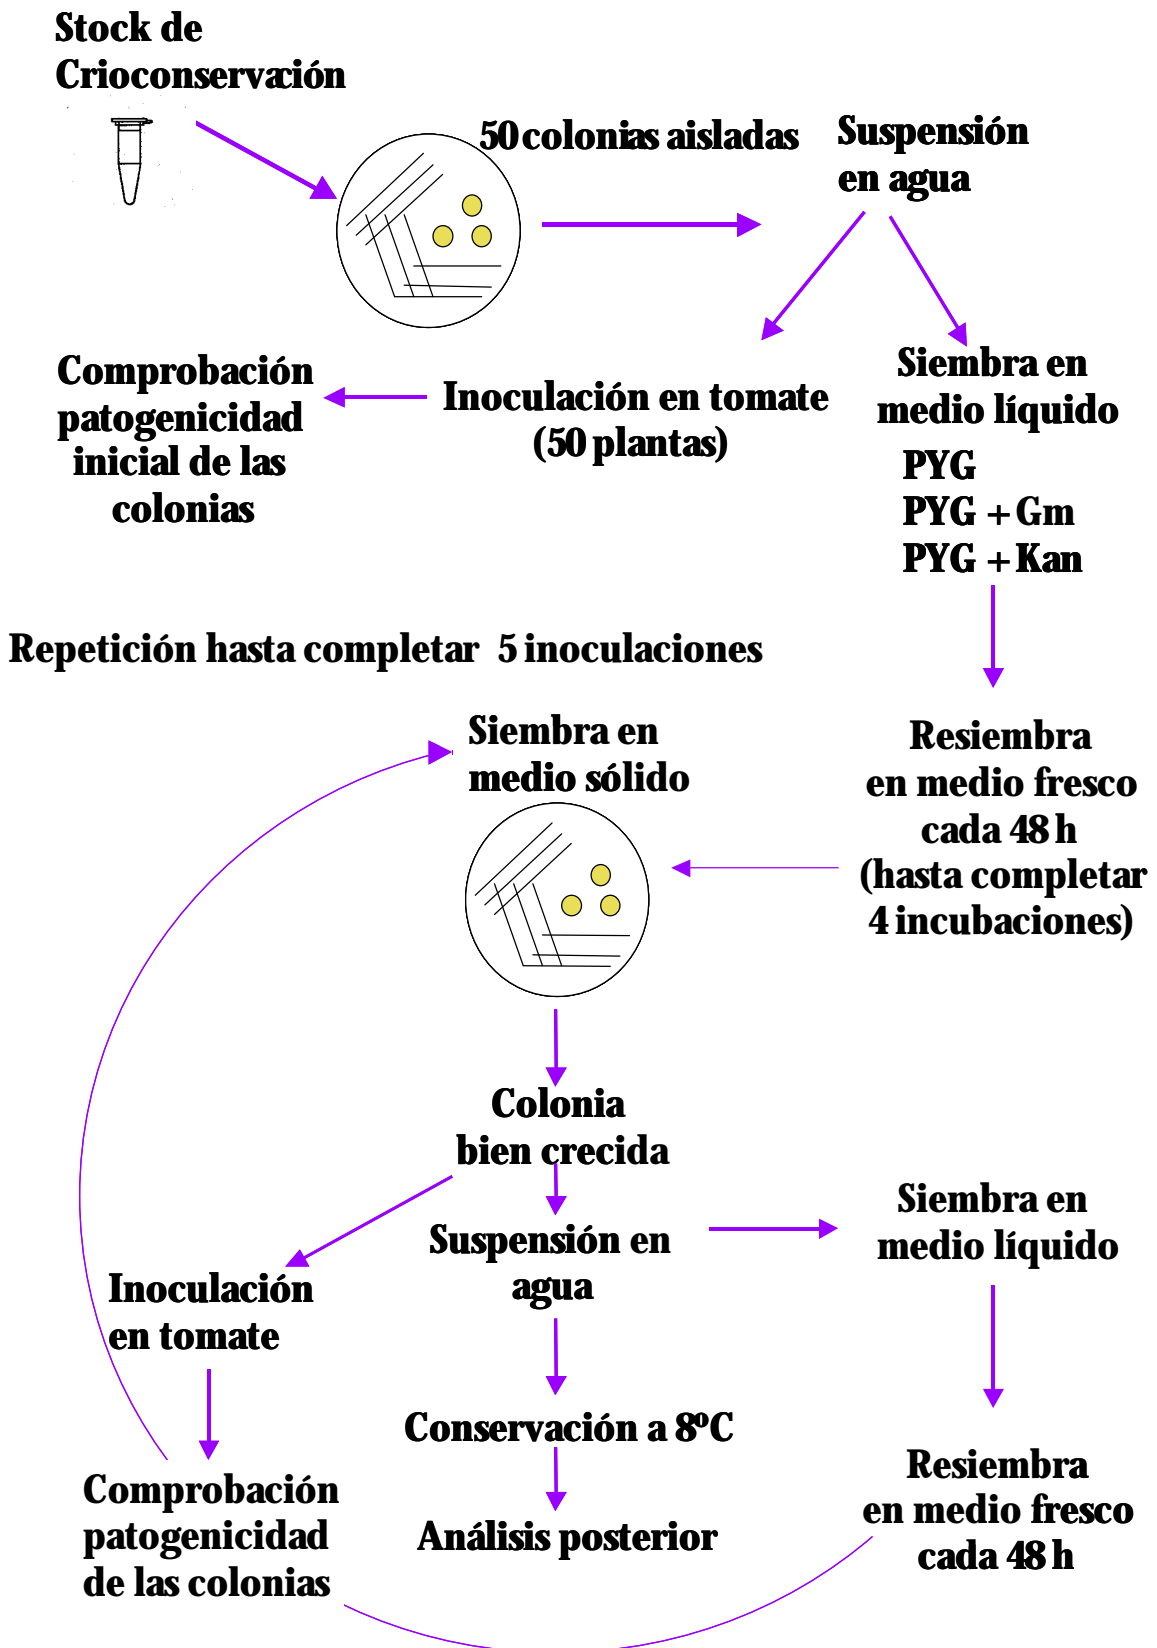 Stock de
Crioconservación
50 colonias aisladas
Suspensión
en agua
Comprobación
patogenicidad
inicial de las
colonias
Inoculación en tomate
(50 plantas)
Siembra en
medio líquido
PYG
PYG + Gm
PYG + Kan
Repetición hasta completar 5 inoculaciones
Siembra en
medio sólido
Resiembra
en medio fresco
cada 48 h
(hasta completar
4 incubaciones)
Colonia
bien crecida
Suspensión en
agua
Siembra en
medio líquido
Inoculación
en tomate
Conservación a 8ºC
Comprobación
patogenicidad
de las colonias
Análisis posterior
Resiembra
en medio fresco
cada 48 h